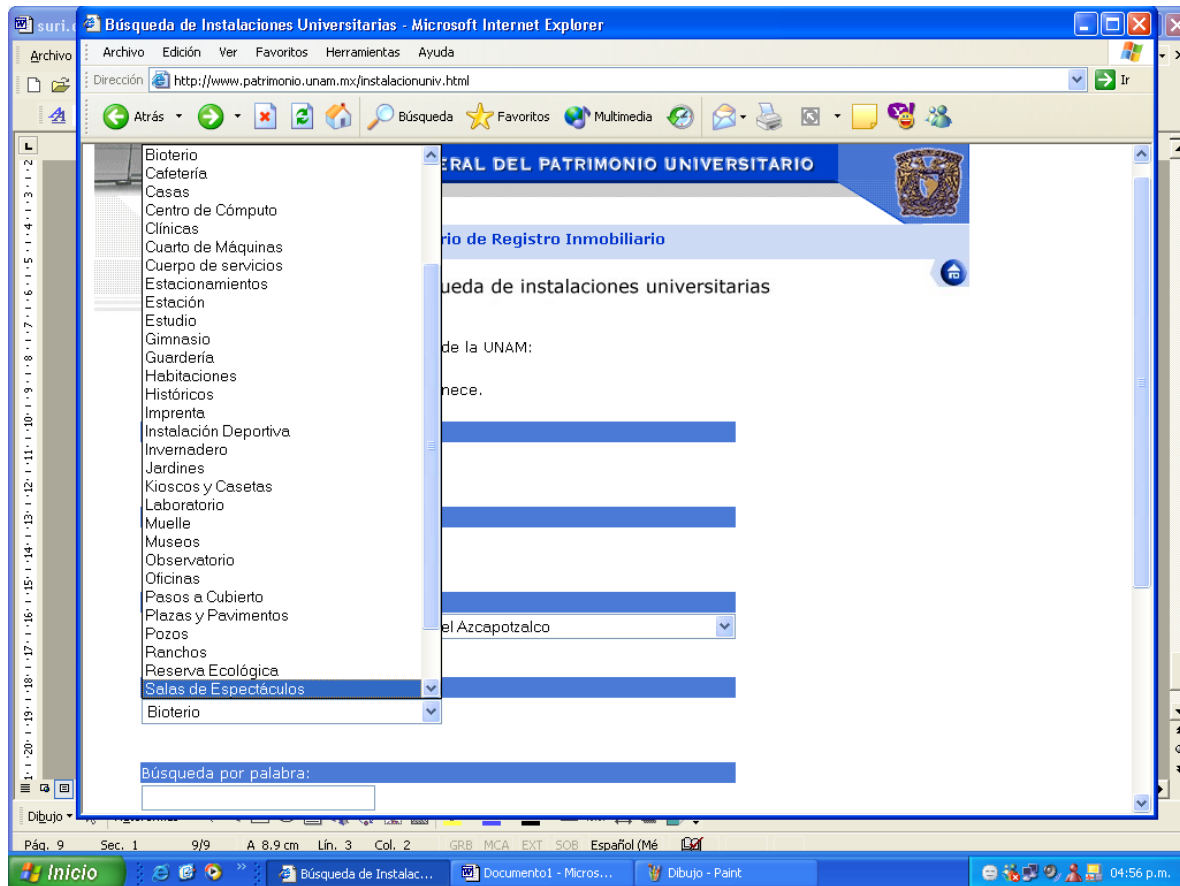 suri.
Búsqueda de Instalaciones Universitarias - Microsoft Internet Explorer
Archivo
Archivo Edición Ver Favoritos Herramientas Ayuda
Dirección http://www.patrimonio.unam.mx/instalacionuniv.html Ir
Atrás Búsqueda Favoritos Multimedia
ERAL DEL PATRIMONIO UNIVERSITARIO
rio de Registro Inmobiliario
ueda de instalaciones universitarias
de la UNAM:
nece.
Bioterio
Cafetería
Casas
Centro de Cómputo
Clínicas
Cuarto de Máquinas
Cuerpo de servicios
Estacionamientos
Estación
Estudio
Gimnasio
Guardería
Habitaciones
Históricos
Imprenta
Instalación Deportiva
Invernadero
Jardines
Kioscos y Casetas
Laboratorio
Muelle
Museos
Observatorio
Oficinas
Pasos a Cubierto
Plazas y Pavimentos
Pozos
Ranchos
Reserva Ecológica
Salas de Espectáculos
el Azcapotzalco
Bioterio
Búsqueda por palabra:
Dibujo
Pág. 9 Sec. 1 9/9 A 8.9 cm Lín. 3 Col. 2 GRB MCA EXT SOB Español (Mé
Inicio Búsqueda de Instalac... Documento1 - Micros... Dibujo - Paint 04:56 p.m.